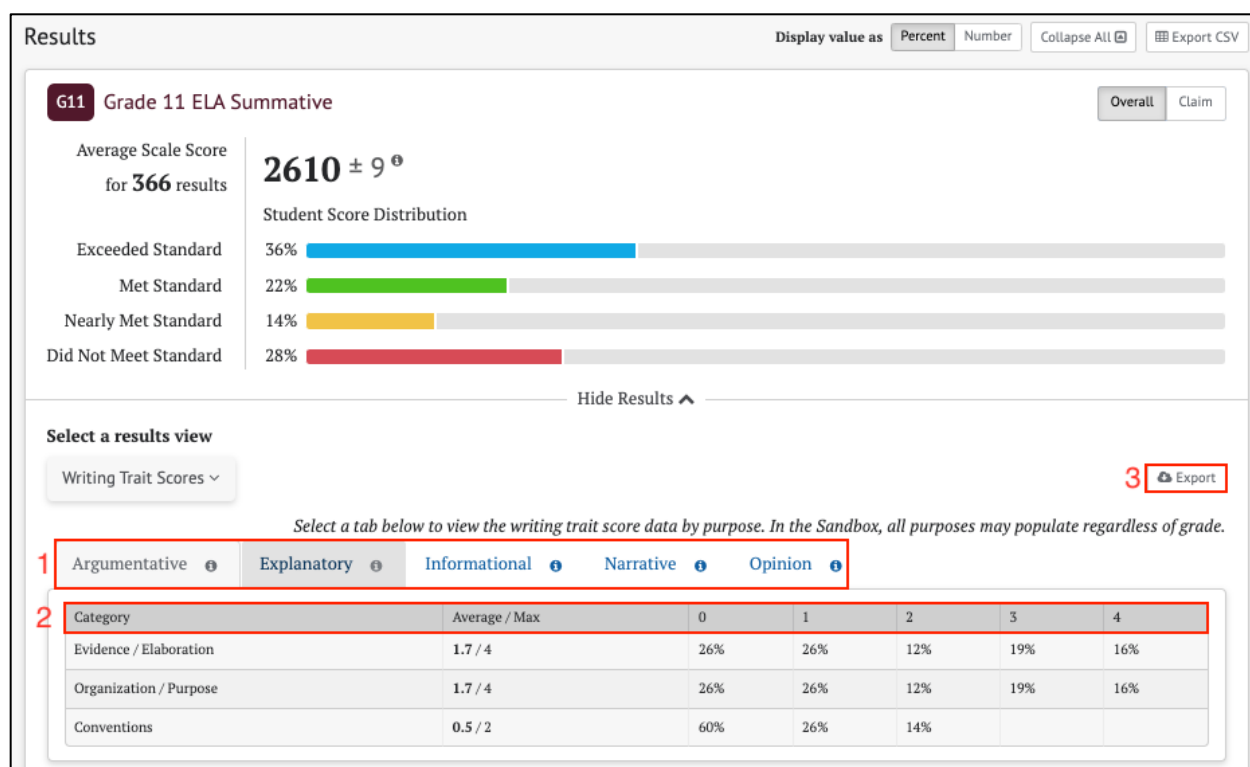 Results
Display value as Percent Number Collapse All Export CSV
G11 Grade 11 ELA Summative
Overall Claim
Average Scale Score
for 366 results
2610 ± 9
Student Score Distribution
Exceeded Standard 36%
Met Standard 22%
Nearly Met Standard 14%
Did Not Meet Standard 28%
Hide Results
Select a results view
Writing Trait Scores
3 Export
Select a tab below to view the writing trait score data by purpose. In the Sandbox, all purposes may populate regardless of grade.
1 Argumentative Explanatory Informational Narrative Opinion
2 Category Average / Max 0 1 2 3 4
Evidence / Elaboration 1.7 / 4 26% 26% 12% 19% 16%
Organization / Purpose 1.7 / 4 26% 26% 12% 19% 16%
Conventions 0.5 / 2 60% 26% 14%